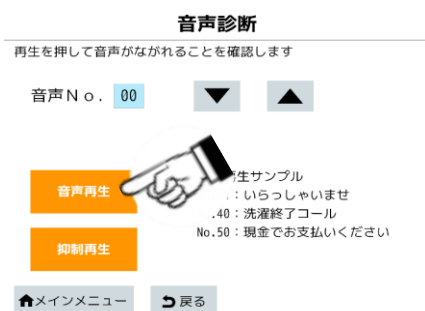 音声診断
再生を押して音声がながれることを確認します
音声No. 00
音声再生
生サンプル
：いらっしゃいませ
.40：洗濯終了コール
No.50：現金でお支払いください
抑制再生
メインメニュー 戻る